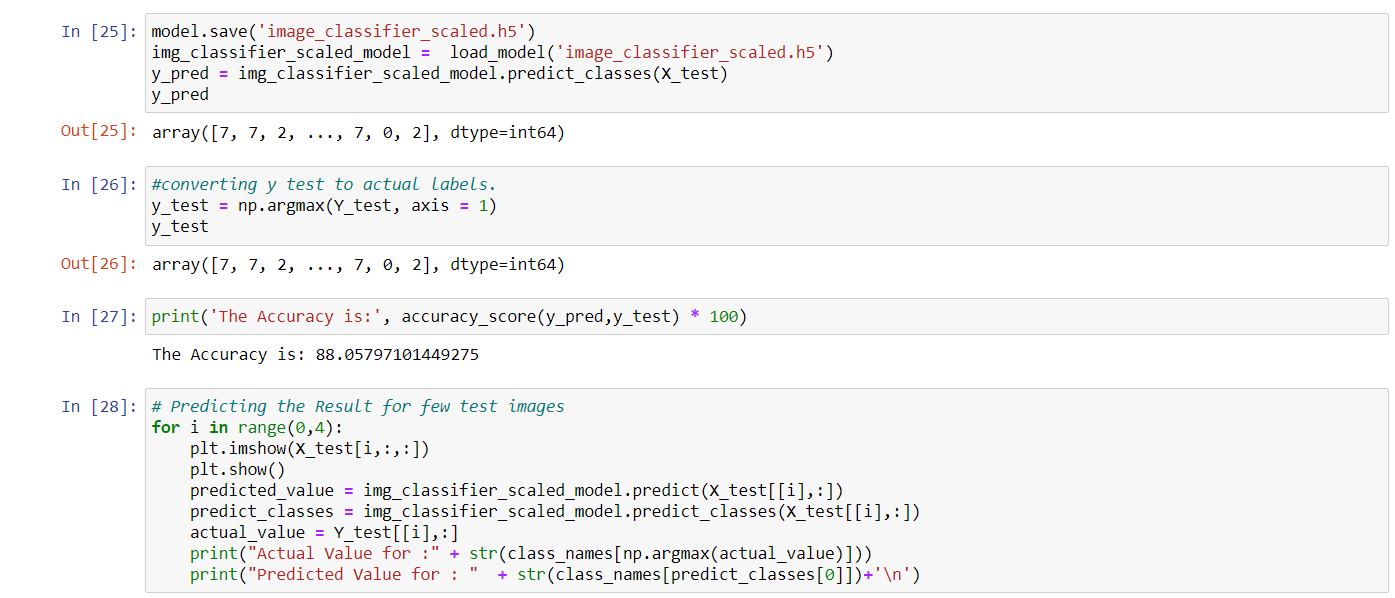 In [25]: model.save('image_classifier_scaled.h5')
img_classifier_scaled_model =  load_model('image_classifier_scaled.h5')
y_pred = img_classifier_scaled_model.predict_classes(X_test)
y_pred
Out[25]: array([7, 7, 2, ..., 7, 0, 2], dtype=int64)
In [26]: #converting y test to actual labels.
y_test = np.argmax(Y_test, axis = 1)
y_test
Out[26]: array([7, 7, 2, ..., 7, 0, 2], dtype=int64)
In [27]: print('The Accuracy is:', accuracy_score(y_pred,y_test) * 100)
The Accuracy is: 88.05797101449275
In [28]: # Predicting the Result for few test images
for i in range(0,4):
    plt.imshow(X_test[i,:,:])
    plt.show()
    predicted_value = img_classifier_scaled_model.predict(X_test[[i],:])
    predict_classes = img_classifier_scaled_model.predict_classes(X_test[[i],:])
    actual_value = Y_test[[i],:]
    print("Actual Value for :" + str(class_names[np.argmax(actual_value)]))
    print("Predicted Value for : "  + str(class_names[predict_classes[0]])+'\n')